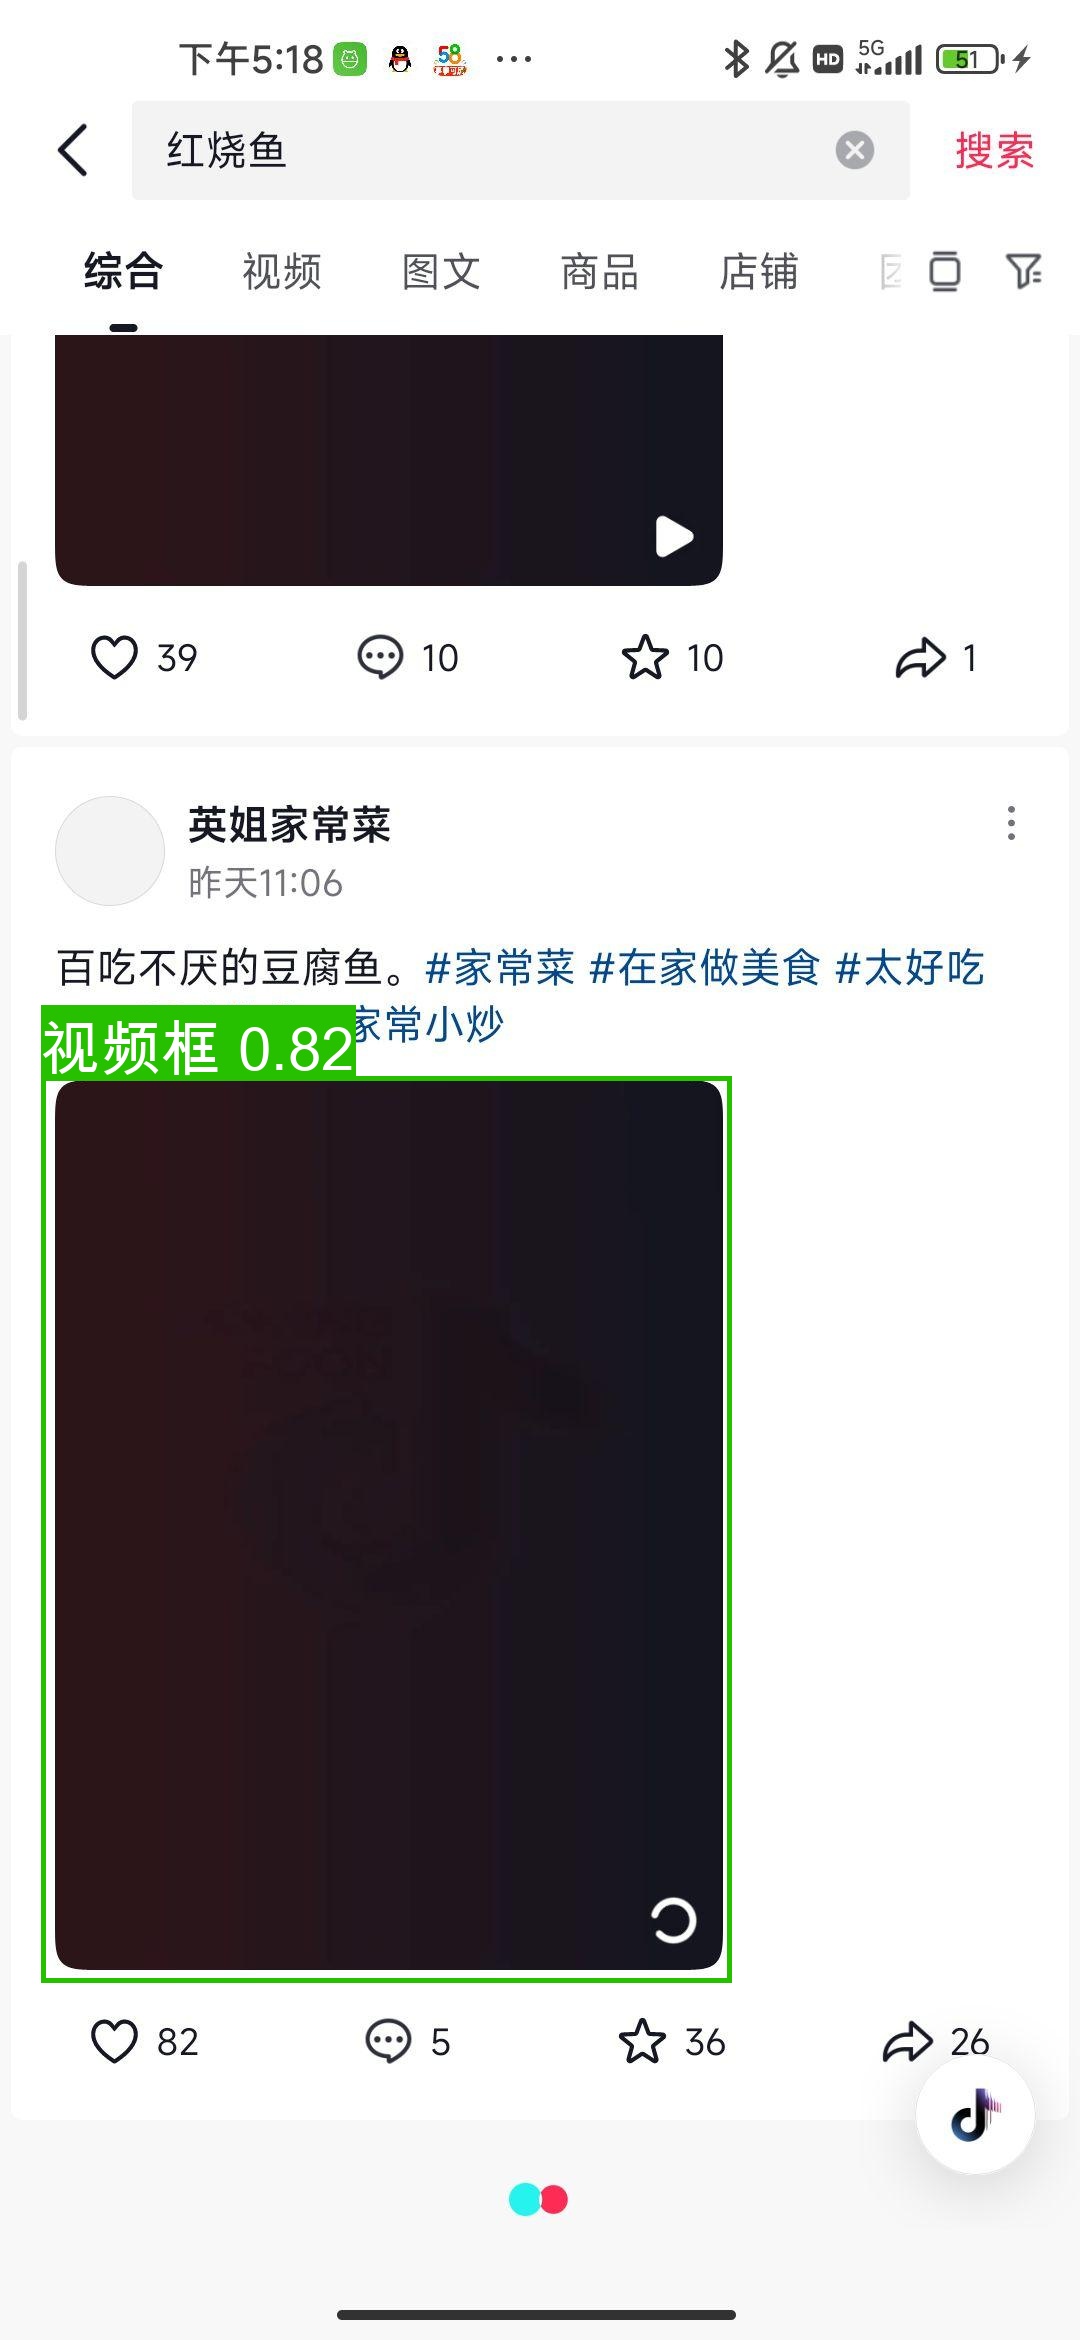 下午5:18 58 ··· HD 5G 51
红烧鱼 搜索
综合 视频 图文 商品 店铺
39 10 10 1
英姐家常菜
昨天11:06
百吃不厌的豆腐鱼。#家常菜 #在家做美食 #太好吃
家常小炒
视频框 0.82
82 5 36 26